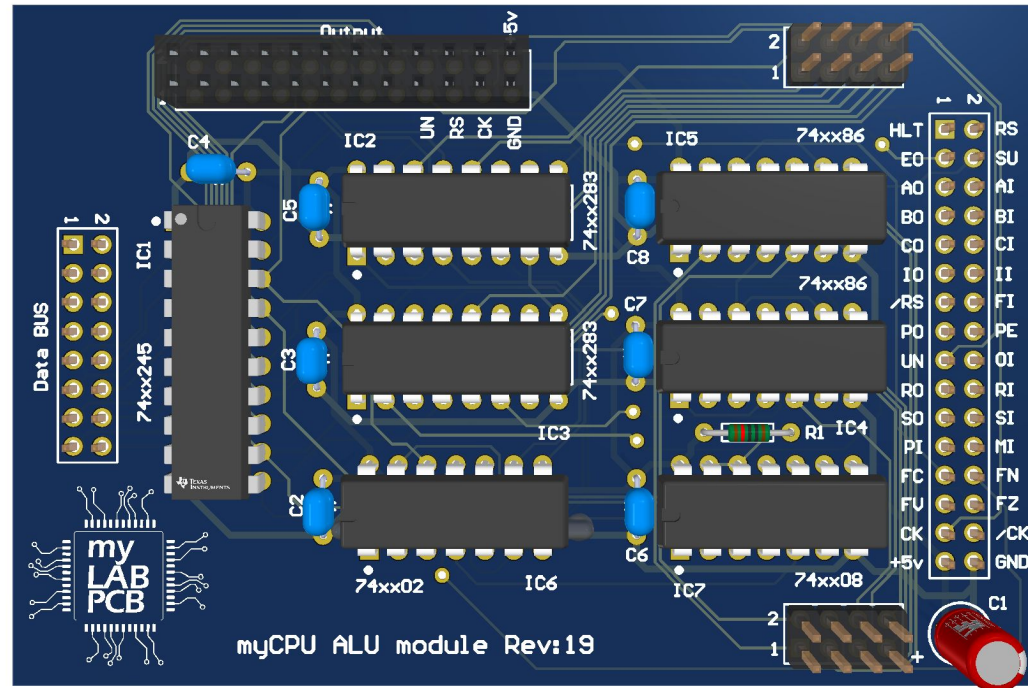 Output
5v
2
1
UN
RS
CK
GND
1 2
HLT RS
EO SU
AO AI
BO BI
CO CI
IO II
/RS FI
PO PE
UN OI
RO RI
SO SI
PI MI
FC FN
FV FZ
CK /CK
+5v GND
C4
IC2
IC5
74xx86
C5
74xx283
C8
74xx86
1 2
Data BUS
IC1
74xx245
TEXAS INSTRUMENTS
C3
74xx283
IC3
C7
R1
IC4
C2
74xx02
IC6
C6
IC7
74xx08
my
LAB
PCB
myCPU ALU module Rev:19
2
1
+
C1